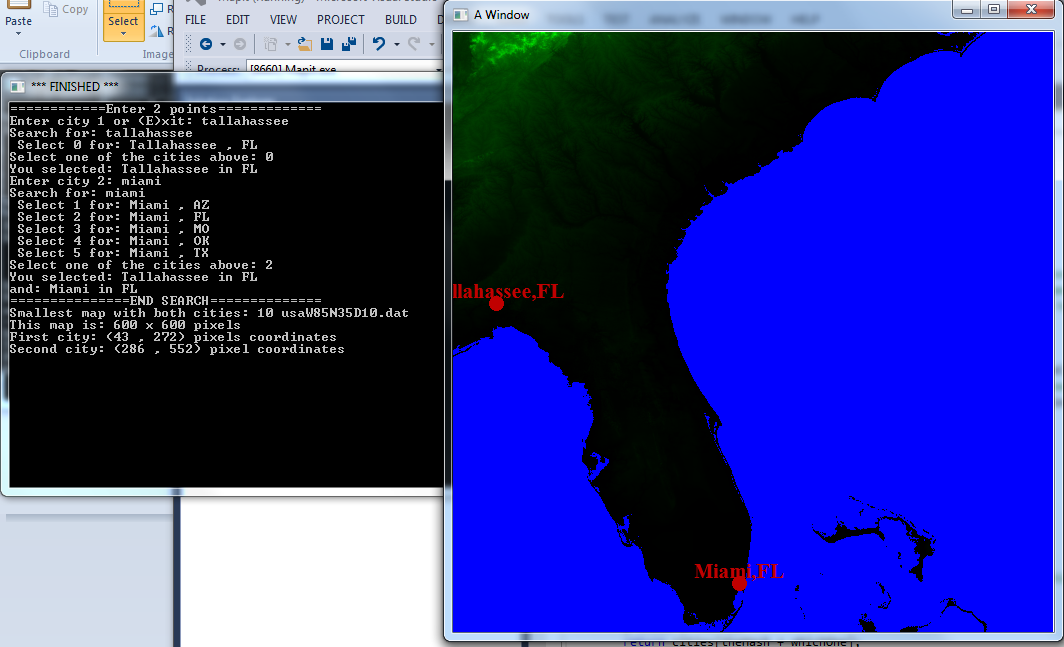 Paste
Copy
Select
R
R
Clipboard
Image
FILE EDIT VIEW PROJECT BUILD D
Process: [8660] Mapit.exe
*** FINISHED ***
============Enter 2 points=============
Enter city 1 or (E)xit: tallahassee
Search for: tallahassee
Select 0 for: Tallahassee , FL
Select one of the cities above: 0
You selected: Tallahassee in FL
Enter city 2: miami
Search for: miami
Select 1 for: Miami , AZ
Select 2 for: Miami , FL
Select 3 for: Miami , MO
Select 4 for: Miami , OK
Select 5 for: Miami , TX
Select one of the cities above: 2
You selected: Tallahassee in FL
and: Miami in FL
===============END SEARCH==============
Smallest map with both cities: 10 usaW85N35D10.dat
This map is: 600 x 600 pixels
First city: (43 , 272) pixels coordinates
Second city: (286 , 552) pixel coordinates
A Window
TOOLS TEST ANALYZE WINDOW HELP
llahassee,FL
Miami,FL